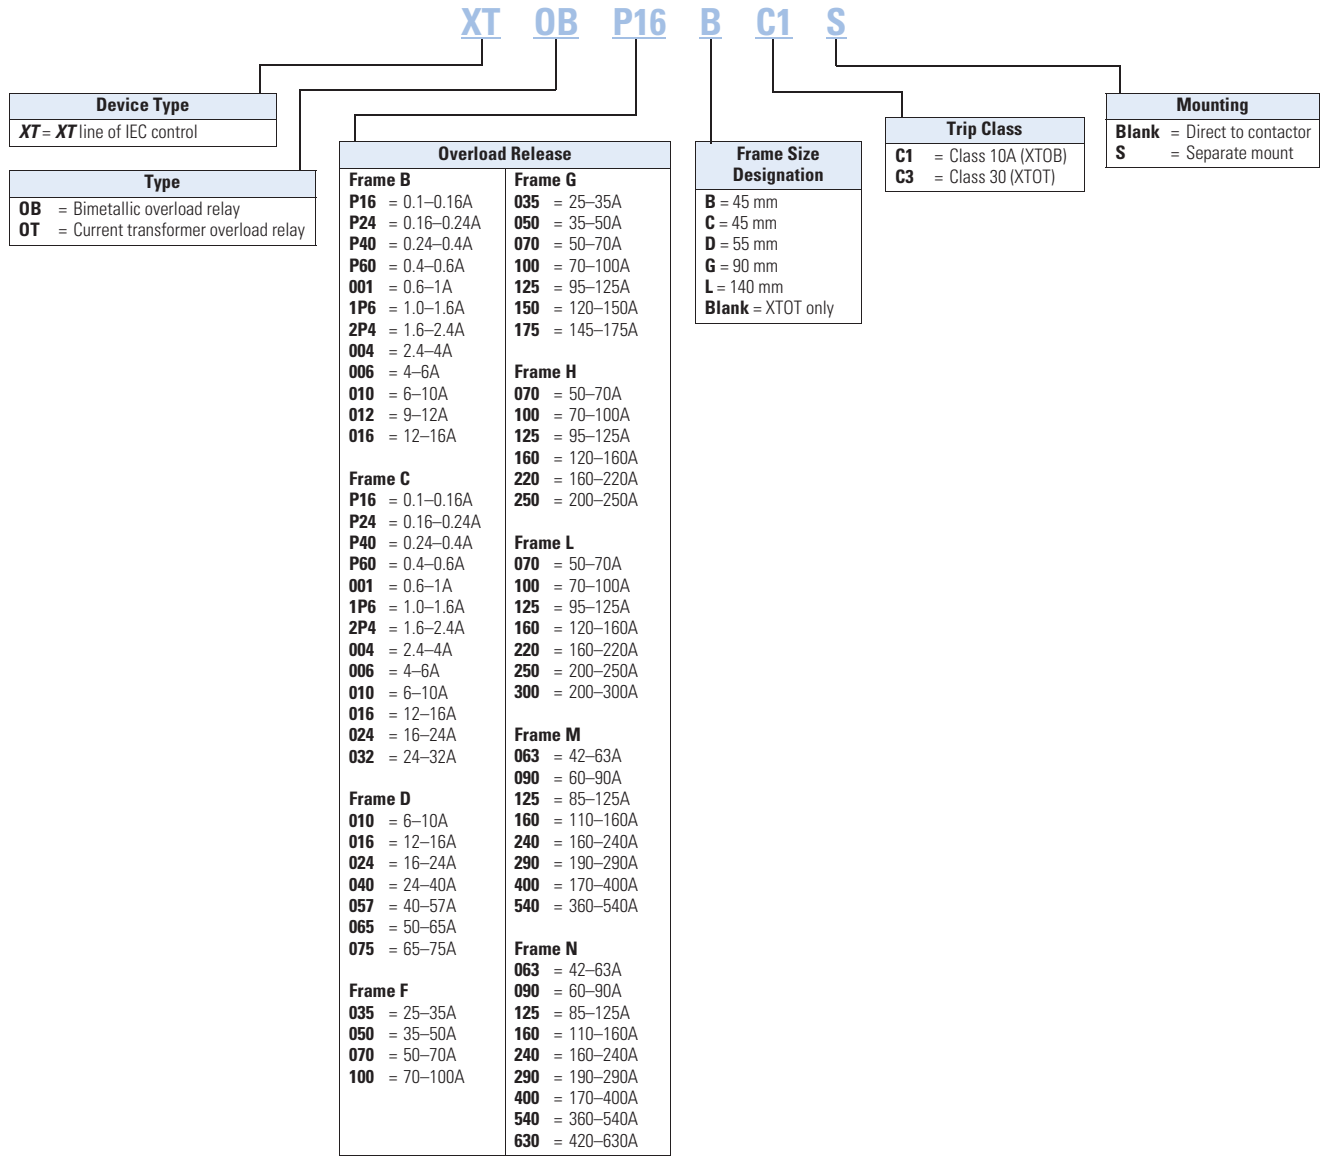 XT OB P16 B C1 S
Device Type
XT = XT line of IEC control
Type
OB = Bimetallic overload relay
OT = Current transformer overload relay
Overload Release
Frame B
P16 = 0.1–0.16A
P24 = 0.16–0.24A
P40 = 0.24–0.4A
P60 = 0.4–0.6A
001 = 0.6–1A
1P6 = 1.0–1.6A
2P4 = 1.6–2.4A
004 = 2.4–4A
006 = 4–6A
010 = 6–10A
012 = 9–12A
016 = 12–16A
Frame C
P16 = 0.1–0.16A
P24 = 0.16–0.24A
P40 = 0.24–0.4A
P60 = 0.4–0.6A
001 = 0.6–1A
1P6 = 1.0–1.6A
2P4 = 1.6–2.4A
004 = 2.4–4A
006 = 4–6A
010 = 6–10A
016 = 12–16A
024 = 16–24A
032 = 24–32A
Frame D
010 = 6–10A
016 = 12–16A
024 = 16–24A
040 = 24–40A
057 = 40–57A
065 = 50–65A
075 = 65–75A
Frame F
035 = 25–35A
050 = 35–50A
070 = 50–70A
100 = 70–100A
Frame G
035 = 25–35A
050 = 35–50A
070 = 50–70A
100 = 70–100A
125 = 95–125A
150 = 120–150A
175 = 145–175A
Frame H
070 = 50–70A
100 = 70–100A
125 = 95–125A
160 = 120–160A
220 = 160–220A
250 = 200–250A
Frame L
070 = 50–70A
100 = 70–100A
125 = 95–125A
160 = 120–160A
220 = 160–220A
250 = 200–250A
300 = 200–300A
Frame M
063 = 42–63A
090 = 60–90A
125 = 85–125A
160 = 110–160A
240 = 160–240A
290 = 190–290A
400 = 170–400A
540 = 360–540A
Frame N
063 = 42–63A
090 = 60–90A
125 = 85–125A
160 = 110–160A
240 = 160–240A
290 = 190–290A
400 = 170–400A
540 = 360–540A
630 = 420–630A
Frame Size
Designation
B = 45 mm
C = 45 mm
D = 55 mm
G = 90 mm
L = 140 mm
Blank = XTOT only
Trip Class
C1 = Class 10A (XTOB)
C3 = Class 30 (XTOT)
Mounting
Blank = Direct to contactor
S = Separate mount